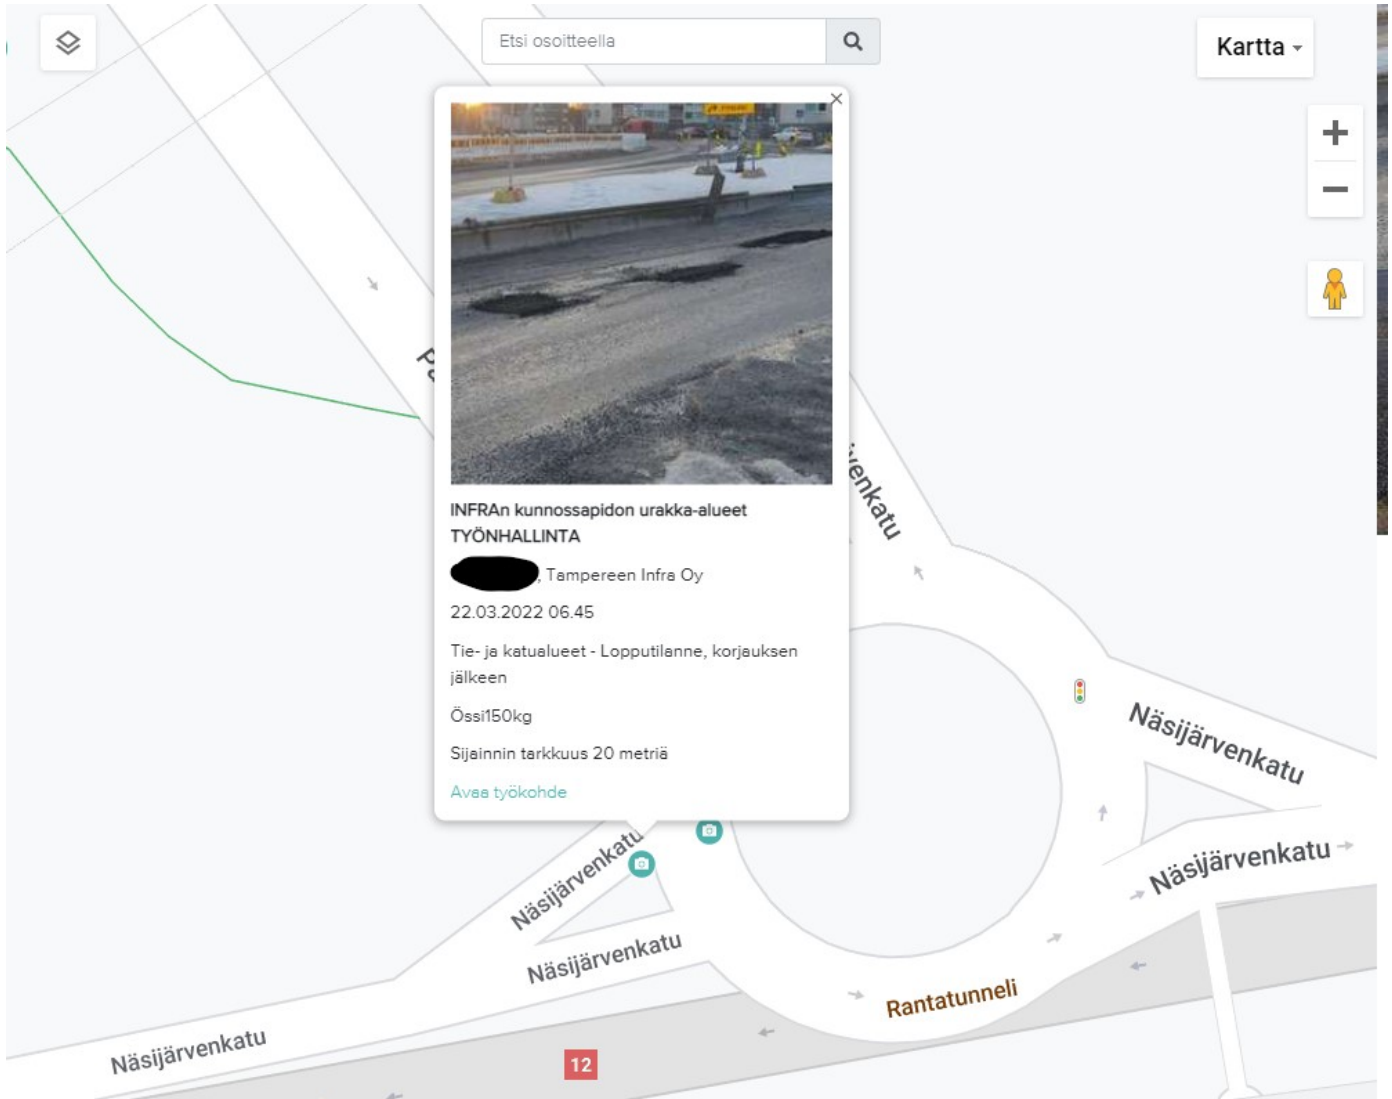 Etsi osoitteella
Kartta
INFRAn kunnossapidon urakka-alueet
TYÖNHALLINTA
, Tampereen Infra Oy
22.03.2022 06.45
Tie- ja katualueet - Lopputilanne, korjauksen
jälkeen
Össi150kg
Sijainnin tarkkuus 20 metriä
Avaa työkohde
Näsijärvenkatu
Näsijärvenkatu
Näsijärvenkatu
Näsijärvenkatu
Näsijärvenkatu
Rantatunneli
12